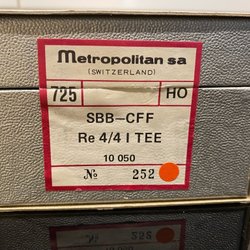 Metropolitan sa
(SWITZERLAND)
725 HO
SBB–CFF
Re 4/4 I TEE
10 050
No 252